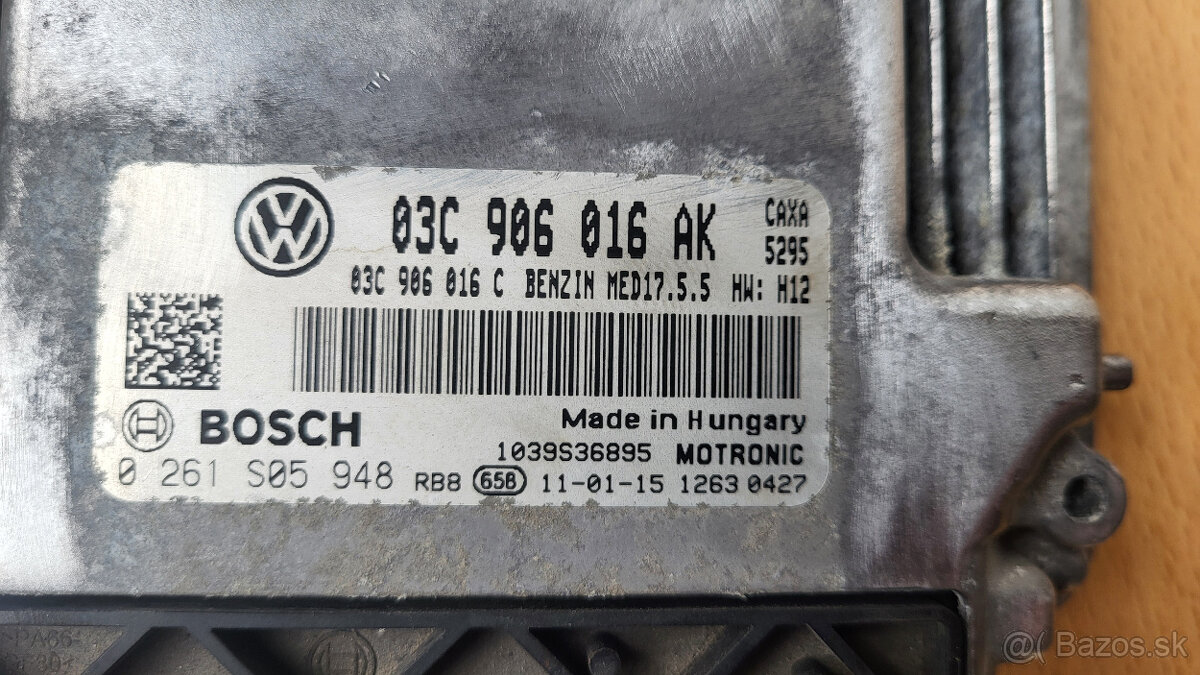 03C 906 016 AK CAXA
5295
03C 906 016 C BENZIN MED17.5.5 HW: H12
BOSCH
Made in Hungary
1039S36895 MOTRONIC
0 261 S05 948 RB8 658 11-01-15 1263 0427
>PA66-
Bazos.sk